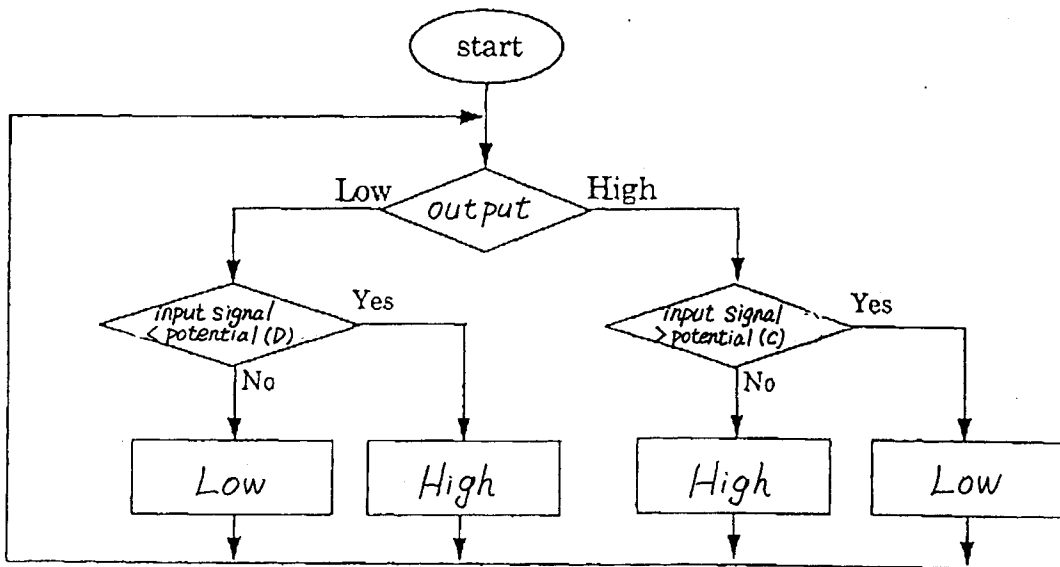 start
Low
High
output
input signal
< potential (D)
Yes
input signal
> potential (C)
Yes
No
No
Low
High
High
Low